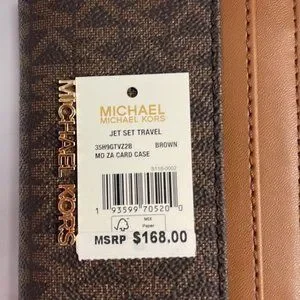 MICHAEL KORS
MICHAEL
MICHAEL KORS
JET SET TRAVEL
35H9GTVZ2B BROWN
MD ZA CARD CASE
1 93599 70520 0
MIX
Paper
MSRP $168.00